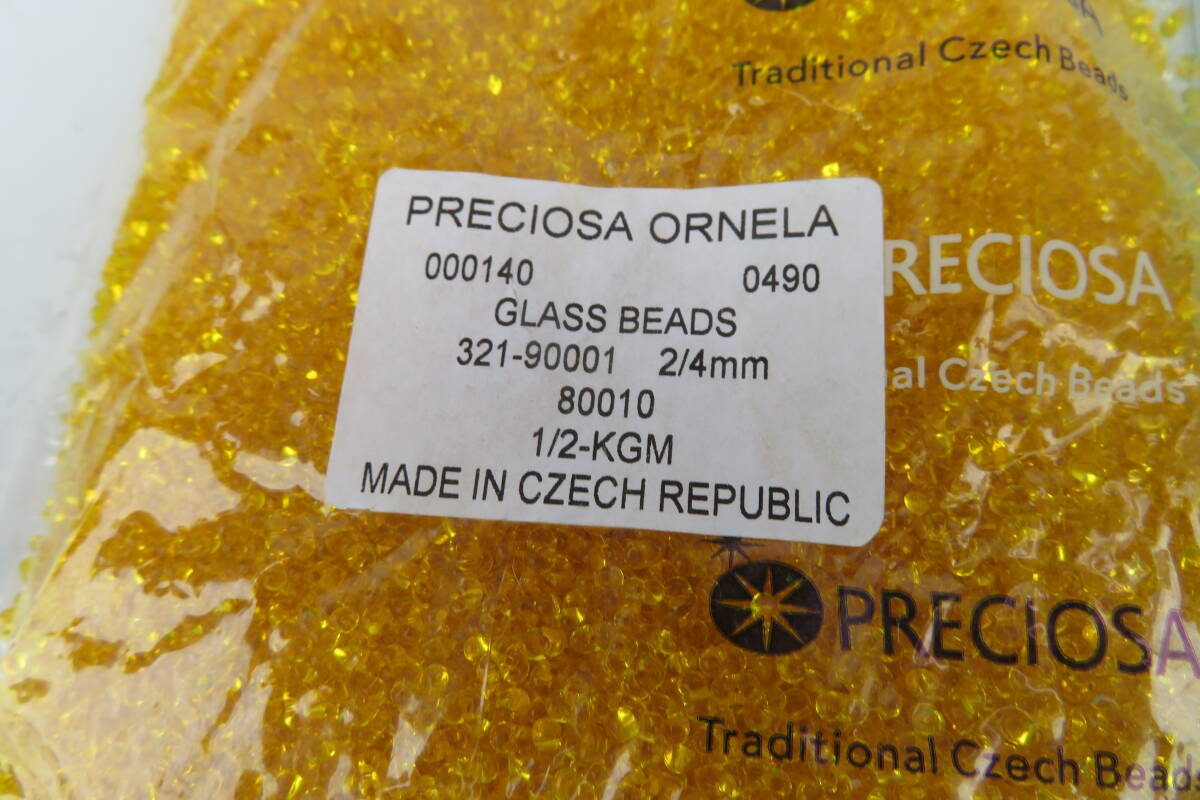 Traditional Czech Beads
PRECIOSA ORNELA
000140 0490
GLASS BEADS
321-90001 2/4mm
80010
1/2-KGM
MADE IN CZECH REPUBLIC
RECIOSA
al Czech Beads
PRECIOSA
Traditional Czech Beads